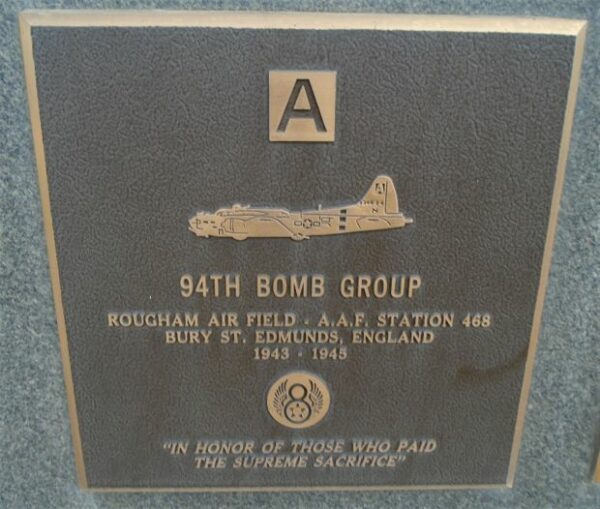 A
A
94TH BOMB GROUP
ROUGHAM AIR FIELD - A.A.F. STATION 468
BURY ST. EDMUNDS, ENGLAND
1943 - 1945
8
"IN HONOR OF THOSE WHO PAID
THE SUPREME SACRIFICE"